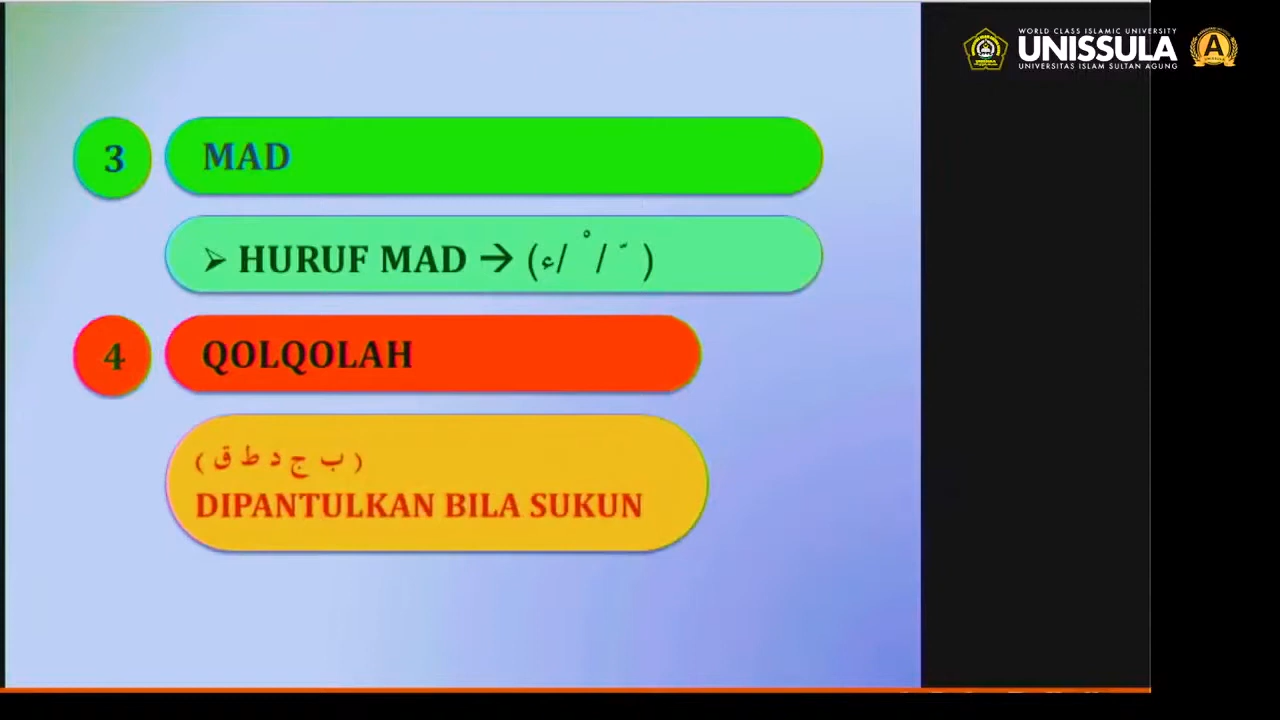 WORLD CLASS ISLAMIC UNIVERSITY
UNISSULA
UNIVERSITAS ISLAM SULTAN AGUNG
A
3
MAD
➢ HURUF MAD → (ء/ ْ / ّ )
4
QOLQOLAH
( ب ج د ط ق )
DIPANTULKAN BILA SUKUN